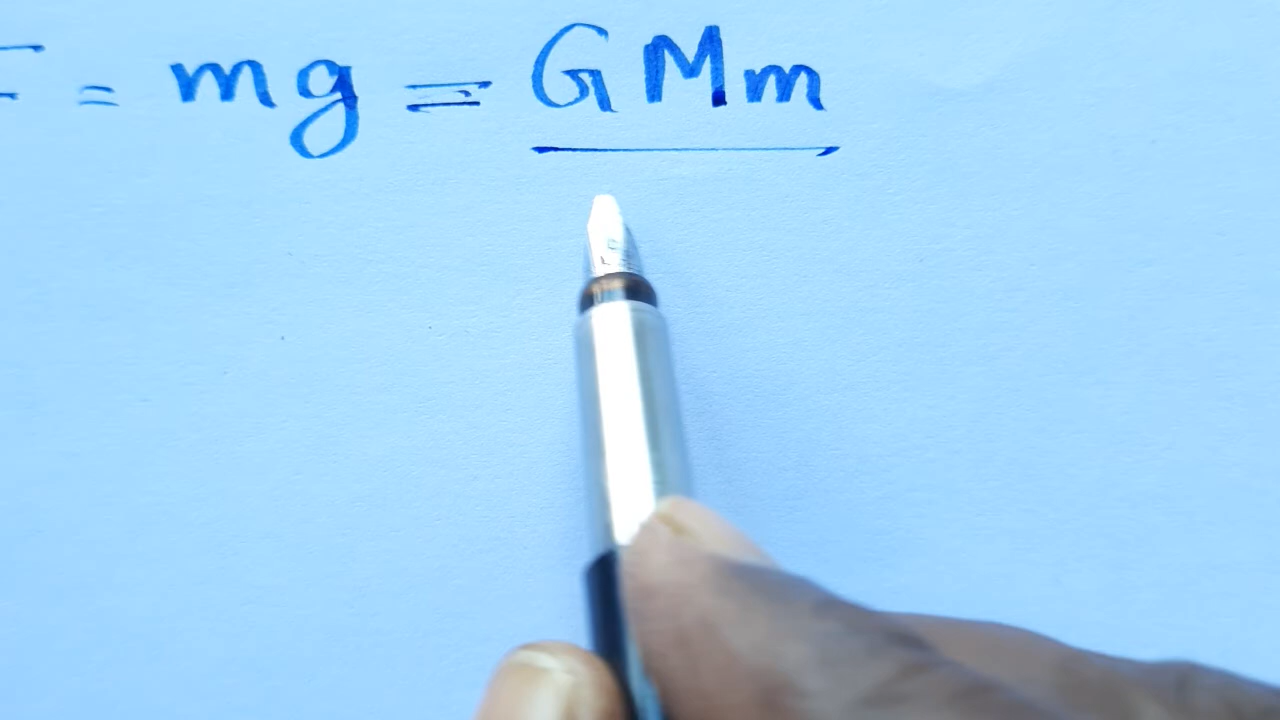 F = mg = GMm